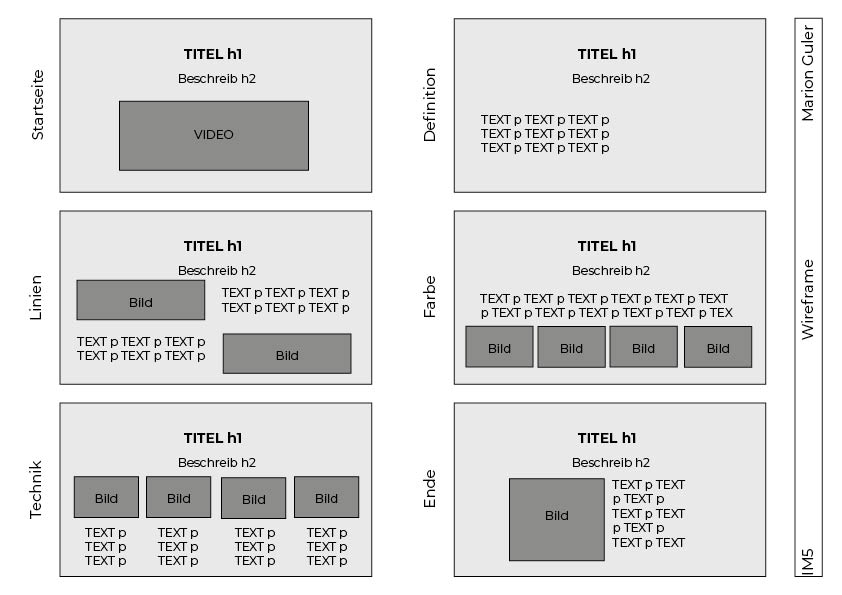 Startseite
TITEL h1
Beschreib h2
VIDEO
Definition
TITEL h1
Beschreib h2
TEXT p TEXT p TEXT p
TEXT p TEXT p TEXT p
TEXT p TEXT p TEXT p
Linien
TITEL h1
Beschreib h2
Bild
TEXT p TEXT p TEXT p
TEXT p TEXT p TEXT p
TEXT p TEXT p TEXT p
TEXT p TEXT p TEXT p
Bild
Farbe
TITEL h1
Beschreib h2
TEXT p TEXT p TEXT p TEXT p TEXT p TEXT
p TEXT p TEXT p TEXT p TEXT p TEXT p TEX
Bild
Bild
Bild
Bild
Technik
TITEL h1
Beschreib h2
Bild
Bild
Bild
Bild
TEXT p
TEXT p
TEXT p
TEXT p
TEXT p
TEXT p
TEXT p
TEXT p
TEXT p
TEXT p
TEXT p
TEXT p
Ende
TITEL h1
Beschreib h2
Bild
TEXT p TEXT
p TEXT p
TEXT p TEXT
p TEXT p
TEXT p TEXT
IM5
Wireframe
Marion Guler